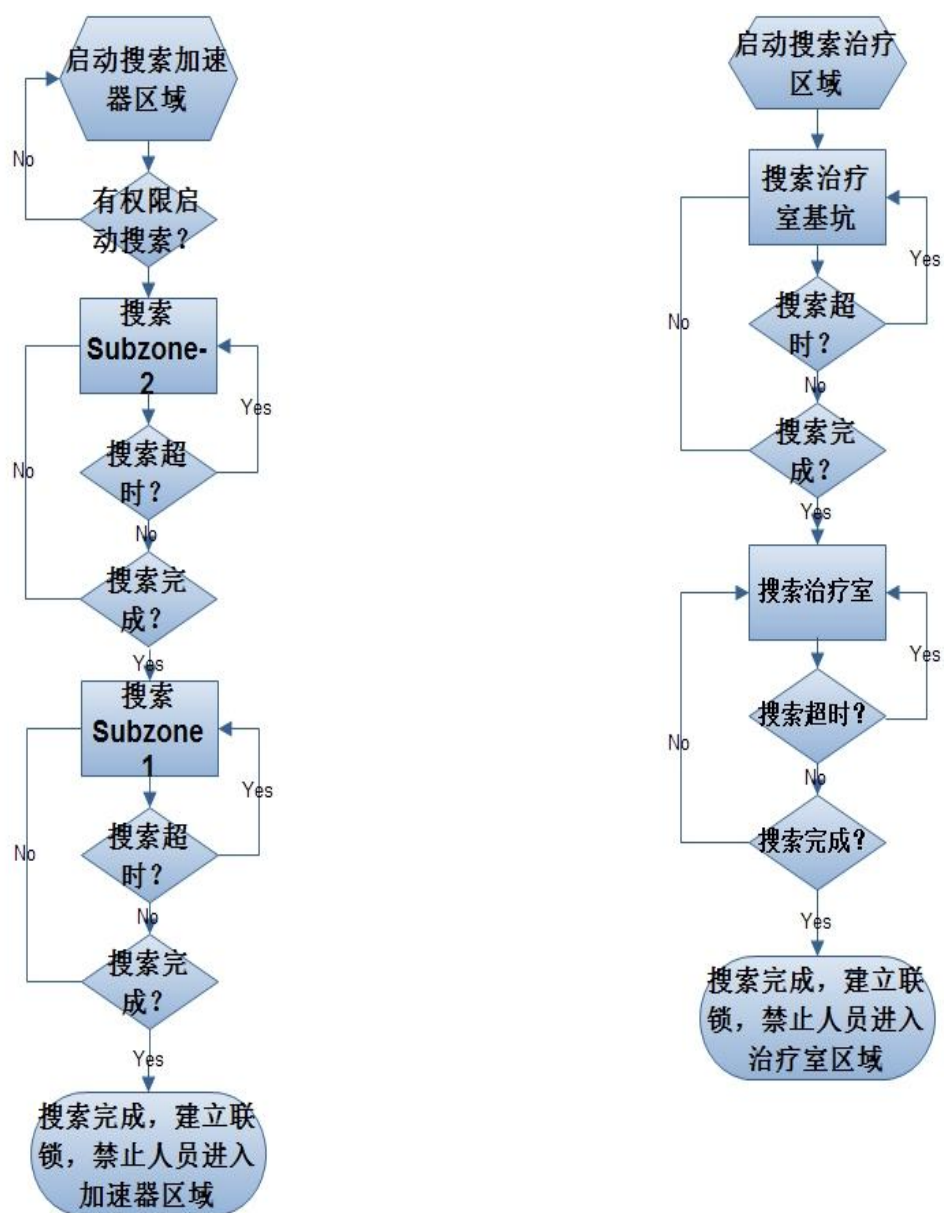 启动搜索加速
器区域
No
有权限启
动搜索？
搜索
Subzone-
2
Yes
搜索超
时？
No
No
搜索完
成？
Yes
搜索
Subzone
1
Yes
搜索超
时？
No
No
搜索完
成？
Yes
搜索完成，建立联
锁，禁止人员进入
加速器区域
启动搜索治疗
区域
搜索治疗
室基坑
Yes
搜索超
时？
No
No
搜索完
成？
Yes
搜索治疗室
Yes
搜索超时？
No
No
搜索完成？
Yes
搜索完成，建立联
锁，禁止人员进入
治疗室区域